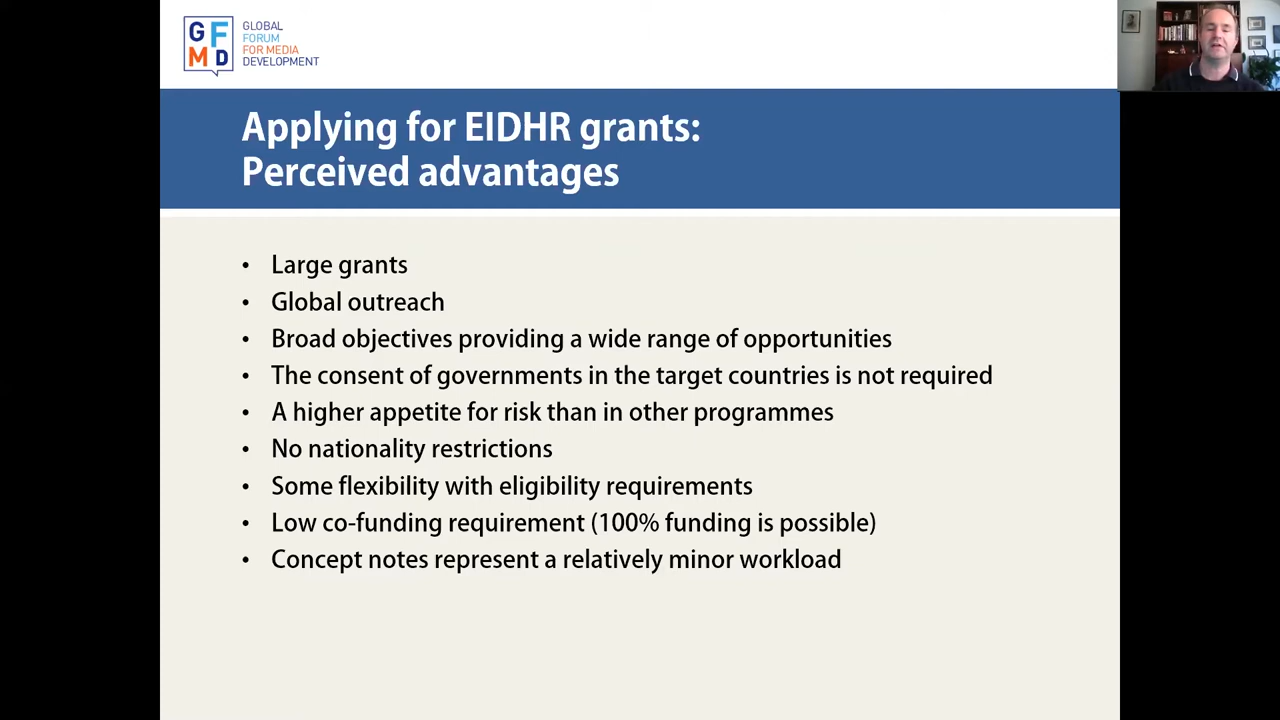 GF
MD
GLOBAL
FORUM
FOR MEDIA
DEVELOPMENT
Applying for EIDHR grants:
Perceived advantages
• Large grants
• Global outreach
• Broad objectives providing a wide range of opportunities
• The consent of governments in the target countries is not required
• A higher appetite for risk than in other programmes
• No nationality restrictions
• Some flexibility with eligibility requirements
• Low co-funding requirement (100% funding is possible)
• Concept notes represent a relatively minor workload